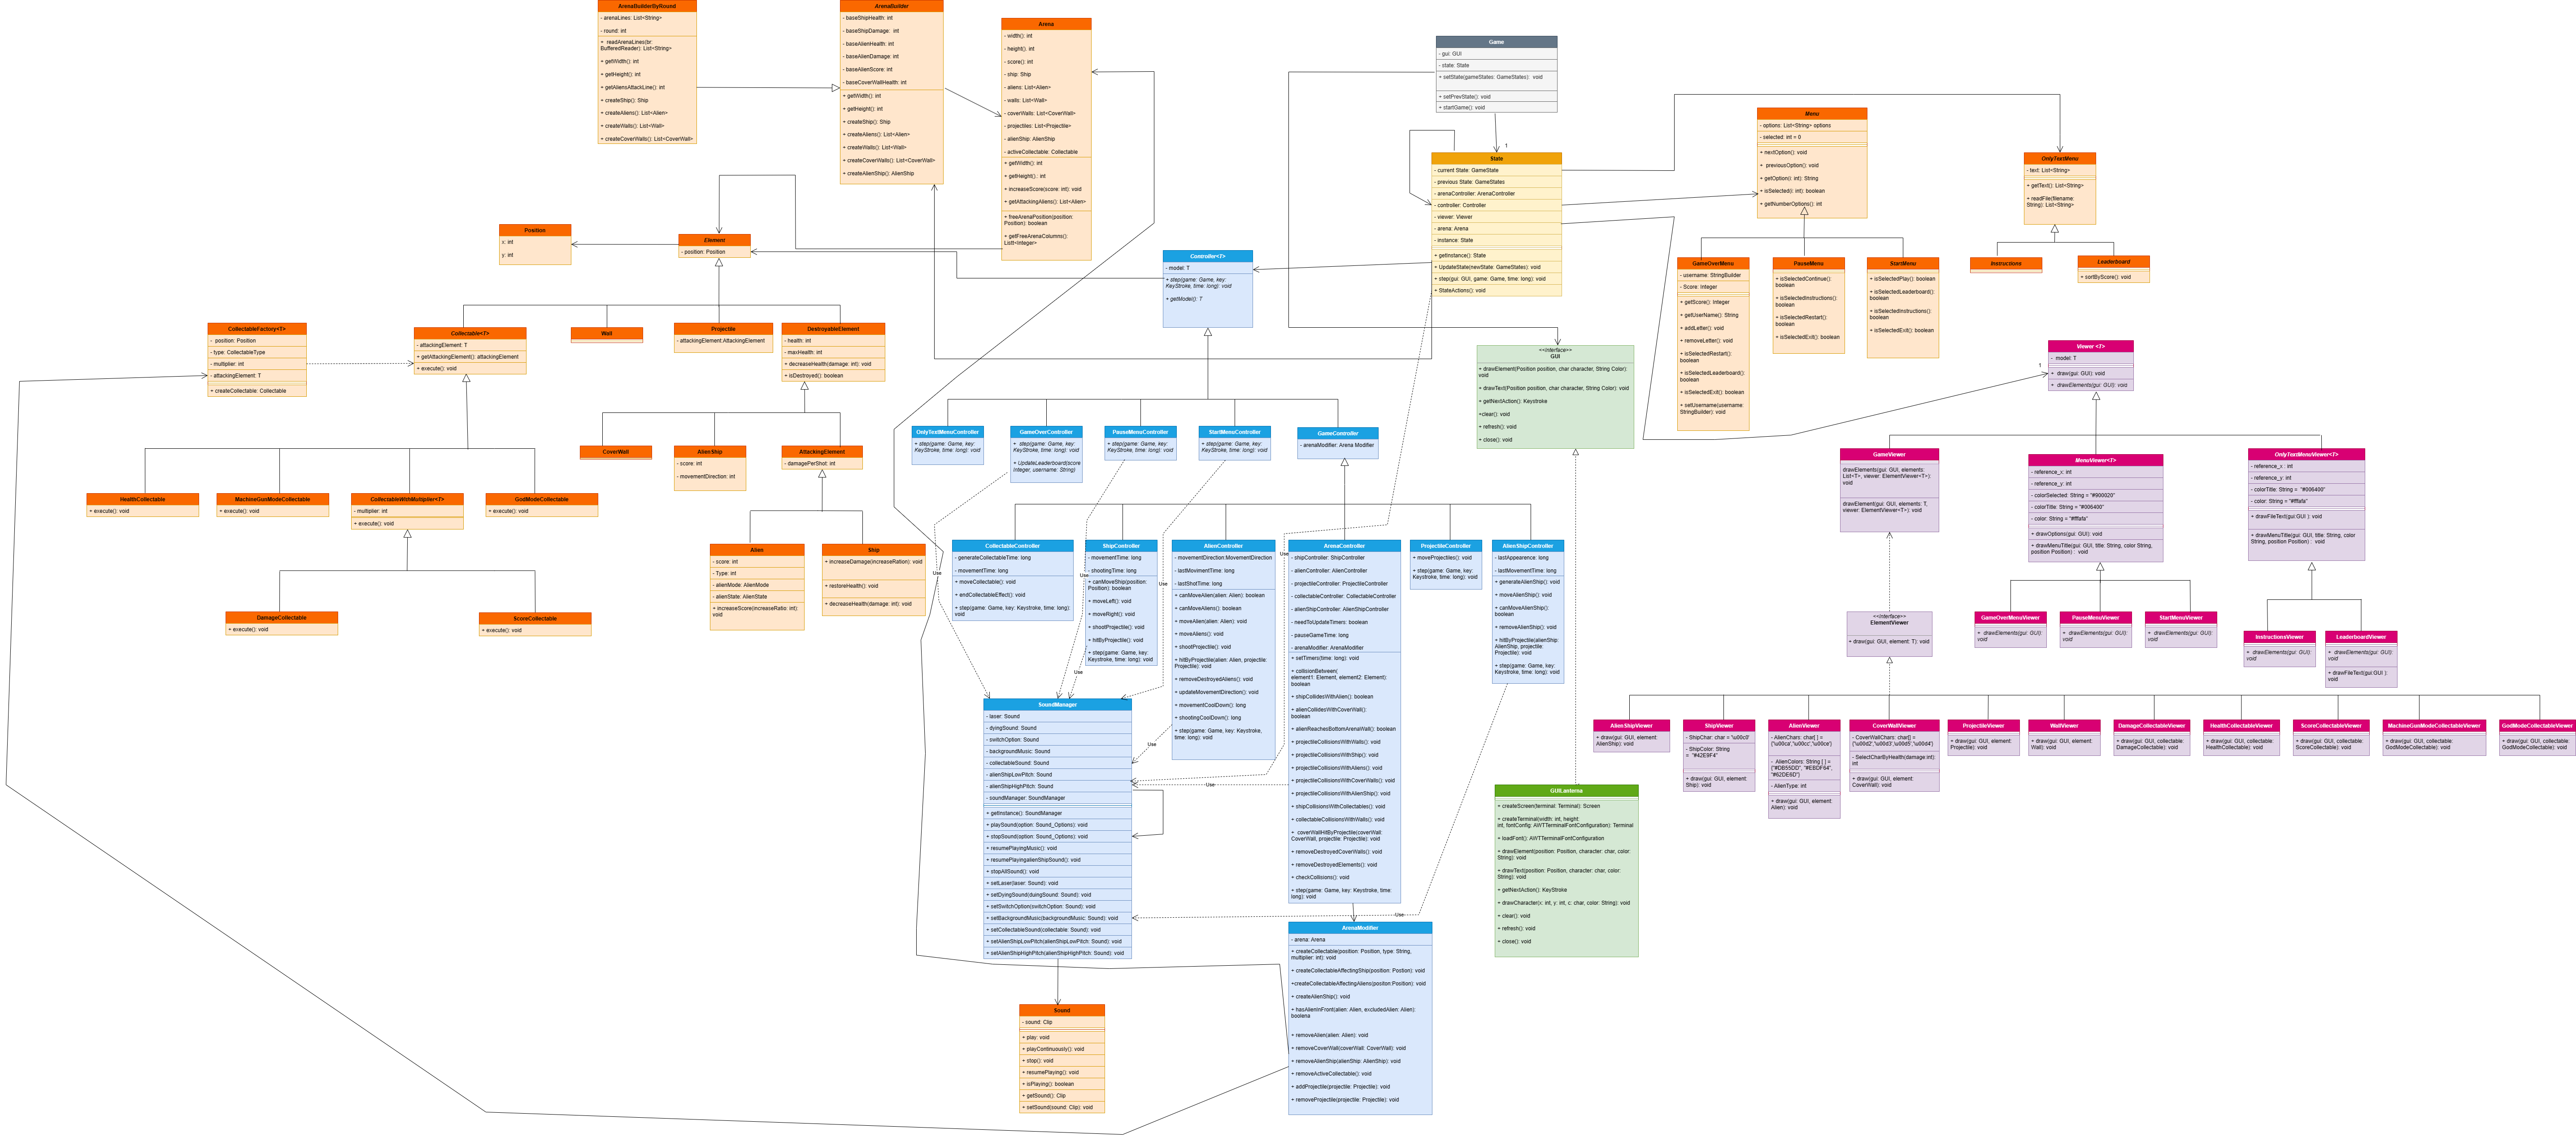 ArenaBuilderByRound
- arenaLines: List<String>
- round: int
+ readArenaLines(br:
BufferedReader): List<String>
+ getWidth(): int
+ getHeight(): int
+ getAliensAttackLine(): int
+ createShip(): Ship
+ createAliens(): List<Alien>
+ createWalls(): List<Wall>
+ createCoverWalls(): List<CoverWall>
ArenaBuilder
- baseShipHealth: int
- baseShipDamage: int
- baseAlienHealth: int
- baseAlienDamage: int
- baseAlienScore: int
- baseCoverWallHealth: int
+ getWidth(): int
+ getHeight(): int
+ createShip(): Ship
+ createAliens(): List<Alien>
+ createWalls(): List<Wall>
+ createCoverWalls(): List<CoverWall>
+ createAlienShip(): AlienShip
Arena
- width(): int
- height(): int
- score(): int
- ship: Ship
- aliens: List<Alien>
- walls: List<Wall>
- coverWalls: List<CoverWall>
- projectiles: List<Projectile>
- alienShip: AlienShip
- activeCollectable: Collectable
+ getWidth(): int
+ getHeight(.: int
+ increaseScore(score: int): void
+ getAttackingAliens(): List<Alien>
+ freeArenaPosition(position:
Position): boolean
+ getFreeArenaColumns():
List<Integer>
Game
- gui: GUI
- state: State
+ setState(gameStates: GameStates): void
+ setPrevState(): void
+ startGame(): void
1
State
- current State: GameState
- previous State: GameStates
- arenaController: ArenaController
- controller: Controller
- viewer: Viewer
- arena: Arena
- instance: State
+ getInstance(): State
+ UpdateState(newState: GameStates): void
+ step(gui: GUI, game: Game, time: long): void
+ StateActions(): void
Menu
- options: List<String> options
- selected: int = 0
+ nextOption(): void
+ previousOption(): void
+ getOption(i: int): String
+ isSelected(i: int): boolean
+ getNumberOptions(): int
OnlyTextMenu
- text: List<String>
+ getText(): List<String>
+ readFile(filename:
String): List<String>
GameOverMenu
- username: StringBuilder
- Score: Integer
+ getScore(): Integer
+ getUserName(): String
+ addLetter(): void
+ removeLetter(): void
+ isSelectedRestart():
boolean
+ isSelectedLeaderboard():
boolean
+ isSelectedExit(): boolean
+ setUsername(username:
StringBuilder): void
PauseMenu
+ isSelectedContinue():
boolean
+ isSelectedInstructions():
boolean
+ isSelectedRestart():
boolean
+ isSelectedExit(): boolean
StartMenu
+ isSelectedPlay(): boolean
+ isSelectedLeaderboard():
boolean
+ isSelectedInstructions():
boolean
+ isSelectedExit(): boolean
Instructions
Leaderboard
+ sortByScore(): void
Position
x: int
y: int
Element
- position: Position
Controller<T>
- model: T
+ step(game: Game, key:
KeyStroke, time: long): void
+ getModel(): T
<<interface>>
GUI
+ drawElement(Position position, char character, String Color):
void
+ drawText(Position position, char character, String Color): void
+ getNextAction(): Keystroke
+clear(): void
+ refresh(): void
+ close(): void
1
Viewer <T>
- model: T
+ draw(gui: GUI): void
+ drawElements(gui: GUI): void
CollectableFactory<T>
- position: Position
- type: CollectableType
- multiplier: int
- attackingElement: T
+ createCollectable: Collectable
Collectable<T>
- attackingElement: T
+ getAttackingElement(): attackingElement
+ execute(): void
Wall
Projectile
- attackingElement:AttackingElement
DestroyableElement
- health: int
- maxHealth: int
+ decreaseHealth(damage: int): void
+ isDestroyed(): boolean
CoverWall
AlienShip
- score: int
- movementDirection: int
AttackingElement
- damagePerShot: int
HealthCollectable
+ execute(): void
MachineGunModeCollectable
+ execute(): void
CollectableWithMultiplier<T>
- multiplier: int
+ execute(): void
GodModeCollectable
+ execute(): void
DamageCollectable
+ execute(): void
ScoreCollectable
+ execute(): void
Alien
- score: int
- Type: int
- alienMode: AlienMode
- alienState: AlienState
+ increaseScore(increaseRatio: int):
void
Ship
+ increaseDamage(increaseRation): void
+ restoreHealth(): void
+ decreaseHealth(damage: int): void
OnlyTextMenuController
+ step(game: Game, key:
KeyStroke, time: long): void
GameOverController
+ step(game: Game, key:
KeyStroke, time: long): void
+ UpdateLeaderboard(score
integer, username: String)
PauseMenuController
+ step(game: Game, key:
KeyStroke, time: long): void
StartMenuController
+ step(game: Game, key:
KeyStroke, time: long): void
GameController
- arenaModifier: Arena Modifier
CollectableController
- generateCollectableTime: long
- movementTime: long
+ moveCollectable(): void
+ endCollectableEffect(): void
+ step(game: Game, key: Keystroke, time: long):
void
ShipController
- movementTime: long
- shootingTime: long
+ canMoveShip(position:
Position): boolean
+ moveLeft(): void
+ moveRight(): void
+ shootProjectile(): void
+ hitByProjectile(): void
+ step(game: Game, key:
Keystroke, time: long): void
AlienController
- movementDirection:MovementDirection
- lastMovimentTime: long
- lastShotTime: long
+ canMoveAlien(alien: Alien): boolean
+ canMoveAliens(): boolean
+ moveAlien(alien: Alien): void
+ moveAliens(): void
+ shootProjectile(): void
+ hitByProjectile(alien: Alien, projectile:
Projectile): void
+ removeDestroyedAliens(): void
+ updateMovementDirection(): void
+ movementCoolDown(): long
+ shootingCoolDown(): long
+ step(game: Game, key: Keystroke,
time: long): void
ArenaController
- shipController: ShipController
- alienController: AlienController
- projectileController: ProjectileController
- collectableController: CollectableController
- alienShipController: AlienShipController
- needToUpdateTimers: boolean
- pauseGameTime: long
- arenaModifier: ArenaModifier
+ setTimers(time: long): void
+ collisionBetween(
element1: Element, element2: Element):
boolean
+ shipCollidesWithAlien(): boolean
+ alienCollidesWithCoverWall():
boolean
+ alienReachesBottomArenaWall(): boolean
+ projectileCollisionsWithWalls(): void
+ projectileCollisionsWithShip(): void
+ projectileCollisionsWithAliens(): void
+ projectileCollisionsWithCoverWalls(): void
+ projectileCollisionsWithAlienShip(): void
+ shipCollisionsWithCollectables(): void
+ collectableCollisionsWithWalls(): void
+ coverWallHitByProjectile(coverWall:
CoverWall, projectile: Projectile): void
+ removeDestroyedCoverWalls(): void
+ removeDestroyedElements(): void
+ checkCollisions(): void
+ step(game: Game, key: Keystroke, time:
long): void
ProjectileController
+ moveProjectiles(): void
+ step(game: Game, key:
Keystroke, time: long): void
AlienShipController
- lastAppearence: long
- lastMovementTime: long
+ generateAlienShip(): void
+ moveAlienShip(): void
+ canMoveAlienShip():
boolean
+ removeAlienShip(): void
+ hitByProjectile(alienShip:
AlienShip, projectile:
Projectile): void
+ step(game: Game, key:
Keystroke, time: long): void
Use
Use
Use
Use
Use
Use
Use
Use
SoundManager
- laser: Sound
- dyingSound: Sound
- switchOption: Sound
- backgroundMusic: Sound
- collectableSound: Sound
- alienShipLowPitch: Sound
- alienShipHighPitch: Sound
- soundManager: SoundManager
+ getInstance(): SoundManager
+ playSound(option: Sound_Options): void
+ stopSound(option: Sound_Options): void
+ resumePlayingMusic(): void
+ resumePlayingalienShipSound(): void
+ stopAllSound(): void
+ setLaser(laser: Sound): void
+ setDyingSound(duingSound: Sound): void
+ setSwitchOption(switchOption: Sound): void
+ setBackgroundMusic(backgroundMusic: Sound): void
+ setCollectableSound(collectable: Sound): void
+ setAlienShipLowPitch(alienShipLowPitch: Sound): void
+ setAlienShipHighPitch(alienShipHighPitch: Sound): void
Sound
- sound: Clip
+ play: void
+ playContinuously(): void
+ stop(): void
+ resumePlaying(): void
+ isPlaying(): boolean
+ getSound(): Clip
+ setSound(sound: Clip): void
ArenaModifier
- arena: Arena
+ createCollectable(position: Position, type: String,
multiplier: int): void
+ createCollectableAffectingShip(position: Postion): void
+createCollectableAffectingAliens(positon:Position): void
+ createAlienShip(): void
+ hasAlienInFront(alien: Alien, excludedAlien: Alien):
boolena
+ removeAlien(alien: Alien): void
+ removeCoverWall(coverWall: CoverWall): void
+ removeAlienShip(alienShip: AlienShip): void
+ removeActiveCollectable(): void
+ addProjectile(projectile: Projectile): void
+ removeProjectile(projectile: Projectile): void
GUILanterna
+ createScreen(terminal: Terminal): Screen
+ createTerminal(width: int, height:
int, fontConfig: AWTTerminalFontConfiguration): Terminal
+ loadFont(): AWTTerminalFontConfiguration
+ drawElement(position: Position, character: char, color:
String): void
+ drawText(position: Position, character: char, color:
String): void
+ getNextAction(): KeyStroke
+ drawCharacter(x: int, y: int, c: char, color: String): void
+ clear(): void
+ refresh(): void
+ close(): void
GameViewer
drawElements(gui: GUI, elements:
List<T>, viewer: ElementViewer<T>):
void
drawElement(gui: GUI, elements: T,
viewer: ElementViewer<T>): void
MenuViewer<T>
- reference_x: int
- reference_y: int
- colorSelected: String = "#900020"
- colorTitle: String = "#006400"
- color: String = "#fffafa"
+ drawOptions(gui: GUI): void
+ drawMenuTitle(gui: GUI, title: String, color String,
position Position) : void
OnlyTextMenuViewer<T>
- reference_x : int
- reference_y: int
- colorTitle: String = "#006400"
- color: String = "#fffafa"
+ drawFileText(gui:GUI ): void
+ drawMenuTitle(gui: GUI, title: String, color
String, position Position) : void
<<interface>>
ElementViewer
+ draw(gui: GUI, element: T): void
GameOverMenuViewer
+ drawElements(gui: GUI):
void
PauseMenuViewer
+ drawElements(gui: GUI):
void
StartMenuViewer
+ drawElements(gui: GUI):
void
InstructionsViewer
+ drawElements(gui: GUI):
void
LeaderboardViewer
+ drawElements(gui: GUI):
void
+ drawFileText(gui:GUI ):
void
AlienShipViewer
+ draw(gui: GUI, element:
AlienShip): void
ShipViewer
- ShipChar: char = '\u00c0'
- ShipColor: String
= "#42E9F4"
+ draw(gui: GUI, element:
Ship): void
AlienViewer
- AlienChars: char[ ] =
{'\u00ca','\u00cc','\u00ce'}
- AlienColors: String [ ] =
{"#DB55DD", "#EBDF64",
"#62DE6D"}
- AlienType: int
+ draw(gui: GUI, element:
Alien): void
CoverWallViewer
- CoverWallChars: char[] =
{'\u00d2','\u00d3',\u00d5','\u00d4'}
- SelectCharByHealth(damage:int):
int
+ draw(gui: GUI, element:
CoverWall): void
ProjectileViewer
+ draw(gui: GUI, element:
Projectile): void
WallViewer
+ draw(gui: GUI, element:
Wall): void
DamageCollectableViewer
+ draw(gui: GUI, collectable:
DamageCollectable): void
HealthCollectableViewer
+ draw(gui: GUI, collectable:
HealthCollectable): void
ScoreCollectableViewer
+ draw(gui: GUI, collectable:
ScoreCollectable): void
MachineGunModeCollectableViewer
+ draw(gui: GUI, collectable:
GodModeCollectable): void
GodModeCollectableViewer
+ draw(gui: GUI, collectable:
GodModeCollectable): void